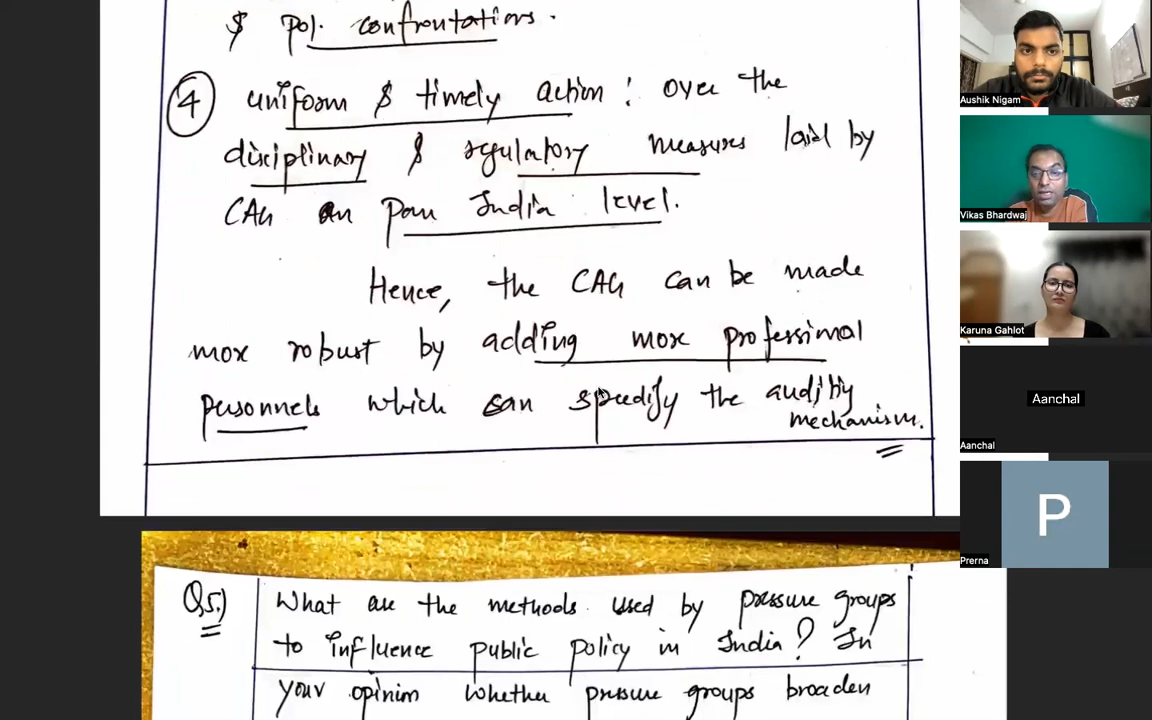 & pol. confrontations.
④ uniform & timely action : over the
disciplinary & regulatory measures laid by
CAG on Pan India level.
Hence, the CAG can be made
more robust by adding more professional
personnels which can speedify the auditing
mechanism.
Q5.) What are the methods used by pressure groups
to influence public policy in India? In
your opinion whether pressure groups broaden
Aushik Nigam
Vikas Bhardwaj
Karuna Gahlot
Aanchal
Aanchal
P
Prerna